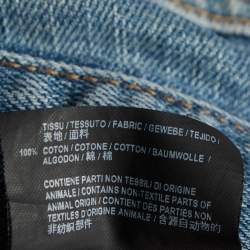 TISSU / TESSUTO / FABRIC / GEWEBE / TEJIDO /
表地 / 面料
100% COTON / COTONE / COTTON / BAUMWOLLE /
ALGODON / 綿 / 棉
CONTIENE PARTI NON TESSILI DI ORIGINE
ANIMALE / CONTAINS NON-TEXTILE PARTS OF
ANIMAL ORIGIN / CONTIENT DES PARTIES NON
TEXTILES D'ORIGINE ANIMALE / 含源自动物的
非纺织部件